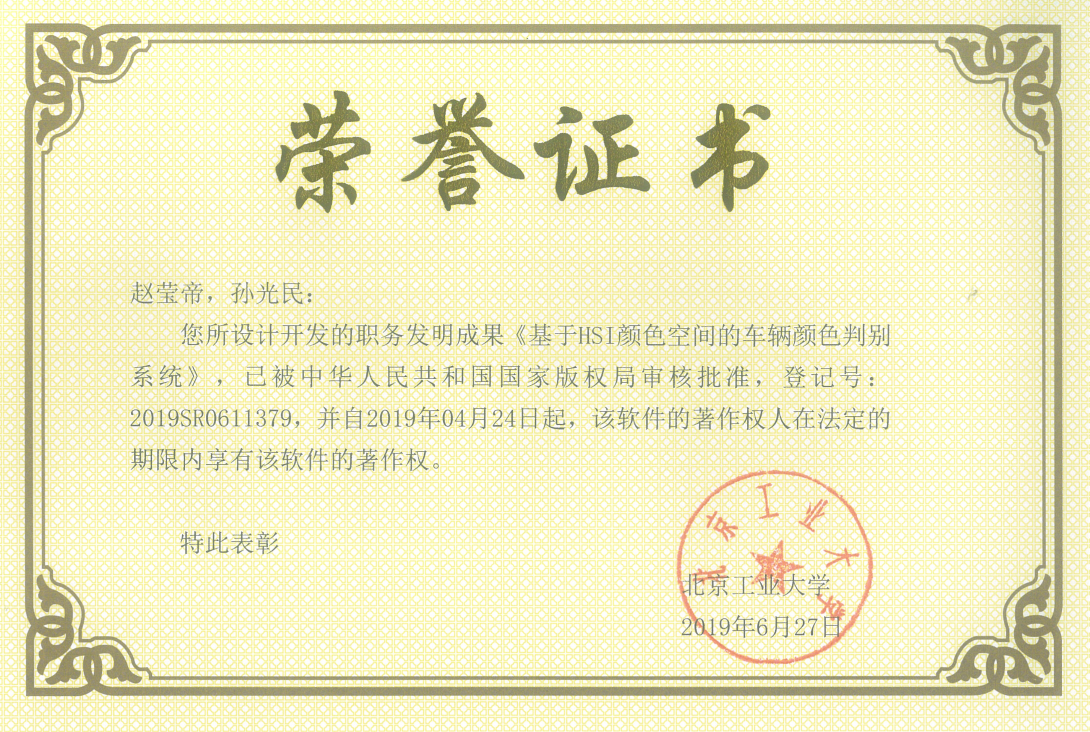 荣誉证书
赵莹帝，孙光民：
您所设计开发的职务发明成果《基于HSI颜色空间的车辆颜色判别
系统》，已被中华人民共和国国家版权局审核批准，登记号：
2019SR0611379，并自2019年04月24日起，该软件的著作权人在法定的
期限内享有该软件的著作权。
特此表彰
北京工业大学
北京工业大学
2019年6月27日